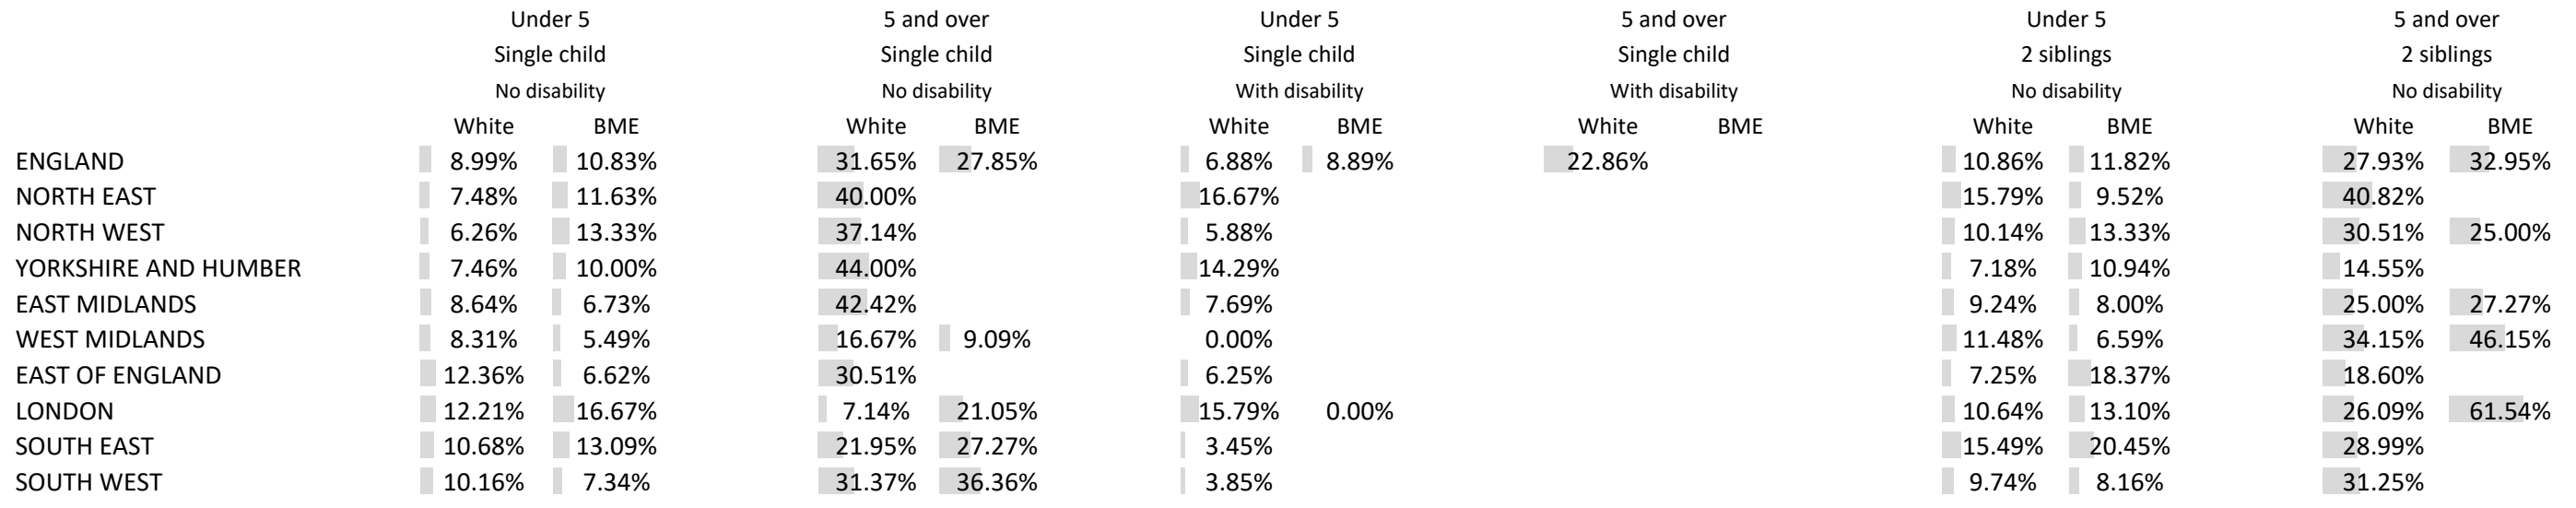 Under 5 5 and over Under 5 5 and over Under 5 5 and over
Single child Single child Single child Single child 2 siblings 2 siblings
No disability No disability With disability With disability No disability No disability
White BME White BME White BME White BME White BME White BME
ENGLAND 8.99% 10.83% 31.65% 27.85% 6.88% 8.89% 22.86% 10.86% 11.82% 27.93% 32.95%
NORTH EAST 7.48% 11.63% 40.00% 16.67% 15.79% 9.52% 40.82%
NORTH WEST 6.26% 13.33% 37.14% 5.88% 10.14% 13.33% 30.51% 25.00%
YORKSHIRE AND HUMBER 7.46% 10.00% 44.00% 14.29% 7.18% 10.94% 14.55%
EAST MIDLANDS 8.64% 6.73% 42.42% 7.69% 9.24% 8.00% 25.00% 27.27%
WEST MIDLANDS 8.31% 5.49% 16.67% 9.09% 0.00% 11.48% 6.59% 34.15% 46.15%
EAST OF ENGLAND 12.36% 6.62% 30.51% 6.25% 7.25% 18.37% 18.60%
LONDON 12.21% 16.67% 7.14% 21.05% 15.79% 0.00% 10.64% 13.10% 26.09% 61.54%
SOUTH EAST 10.68% 13.09% 21.95% 27.27% 3.45% 15.49% 20.45% 28.99%
SOUTH WEST 10.16% 7.34% 31.37% 36.36% 3.85% 9.74% 8.16% 31.25%